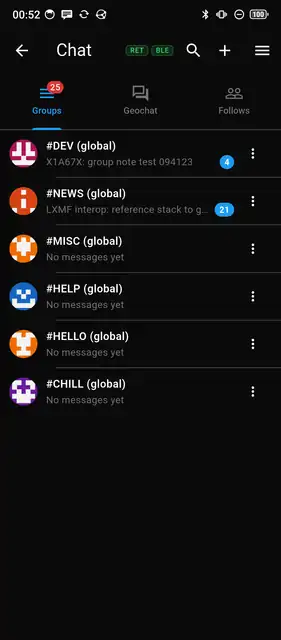 00:52
100
Chat
RET
BLE
25
Groups
Geochat
Follows
#DEV (global)
X1A67X: group note test 094123
4
#NEWS (global)
LXMF interop: reference stack to g...
21
#MISC (global)
No messages yet
#HELP (global)
No messages yet
#HELLO (global)
No messages yet
#CHILL (global)
No messages yet